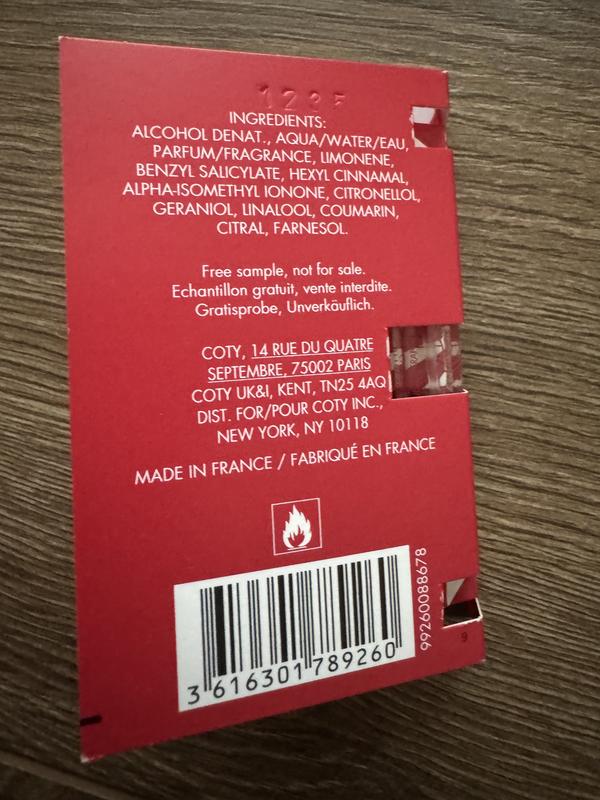 1235
INGREDIENTS:
ALCOHOL DENAT., AQUA/WATER/EAU,
PARFUM/FRAGRANCE, LIMONENE,
BENZYL SALICYLATE, HEXYL CINNAMAL,
ALPHA-ISOMETHYL IONONE, CITRONELLOL,
GERANIOL, LINALOOL, COUMARIN,
CITRAL, FARNESOL.
Free sample, not for sale.
Echantillon gratuit, vente interdite.
Gratisprobe, Unverkäuflich.
COTY, 14 RUE DU QUATRE
SEPTEMBRE, 75002 PARIS
COTY UK&I, KENT, TN25 4AQ
DIST. FOR/POUR COTY INC.,
NEW YORK, NY 10118
MADE IN FRANCE / FABRIQUÉ EN FRANCE
3 616301 789260
99260088678
9